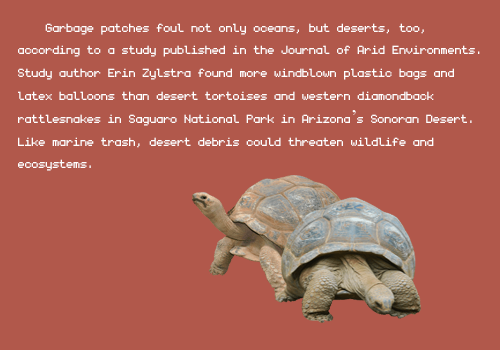 Garbage patches foul not only oceans, but deserts, too,
according to a study published in the Journal of Arid Environments.
Study author Erin Zylstra found more windblown plastic bags and
latex balloons than desert tortoises and western diamondback
rattlesnakes in Saguaro National Park in Arizona's Sonoran Desert.
Like marine trash, desert debris could threaten wildlife and
ecosystems.